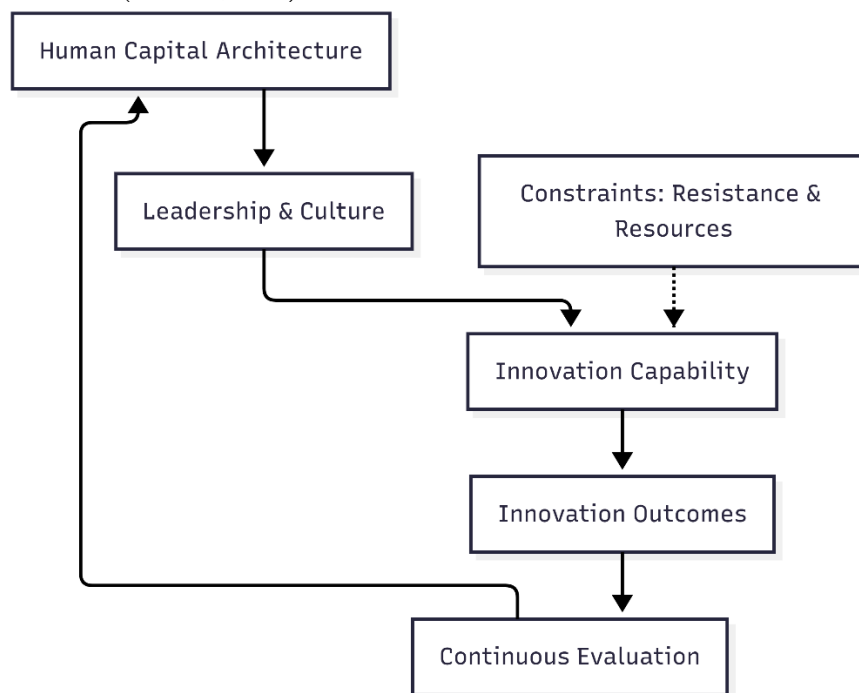 Human Capital Architecture
Leadership & Culture
Constraints: Resistance &
Resources
Innovation Capability
Innovation Outcomes
Continuous Evaluation